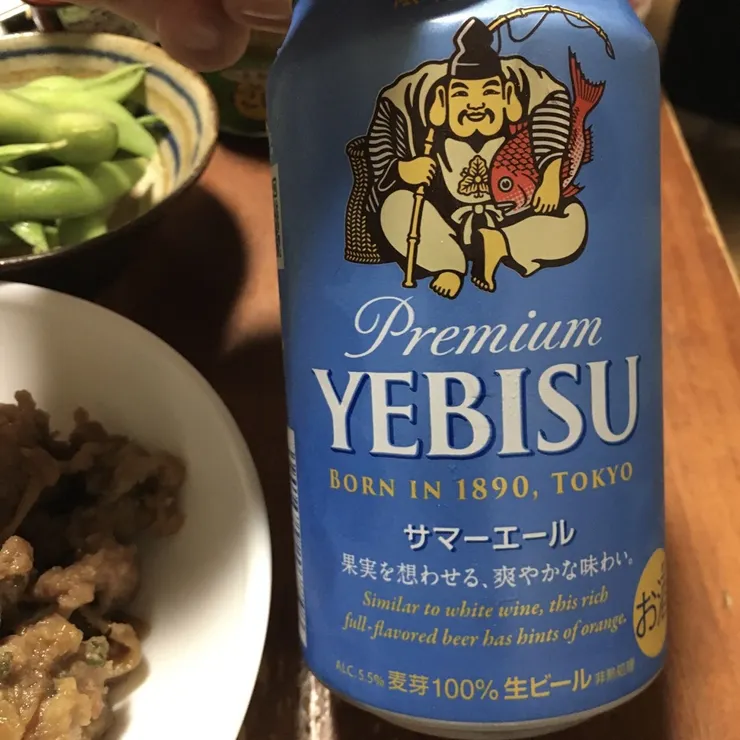 Premium
YEBISU
BORN IN 1890, TOKYO
サマーエール
果実を想わせる、爽やかな味わい。
Similar to white wine, this rich
full-flavored beer has hints of orange.
お酒
ALC. 5.5% 麦芽100% 生ビール 非熱処理